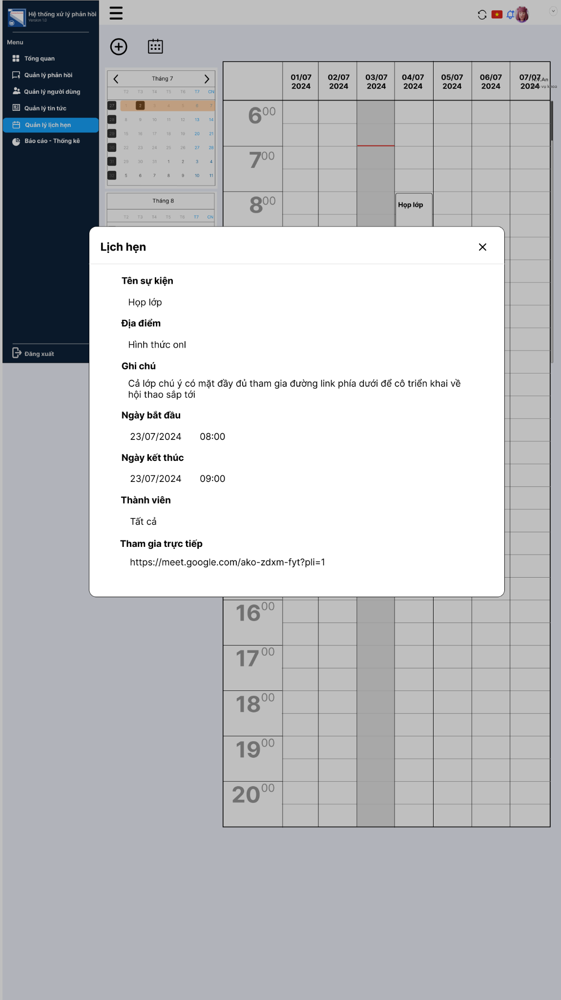 Hệ thống xử lý phản hồi
Version 1.0
Menu
Tổng quan
Quản lý phản hồi
Quản lý người dùng
Quản lý tin tức
Quản lý lịch hẹn
Báo cáo - Thống kê
Đăng xuất
N.V.An
vụ khoa
Tháng 7
T2 T3 T4 T5 T6 T7 CN
27 1 2 3 4 5 6 7
28 8 9 10 11 12 13 14
29 15 16 17 18 19 20 21
30 22 23 24 25 26 27 28
31 29 30 31 1 2 3 4
32 5 6 7 8 9 10 11
Tháng 8
T2 T3 T4 T5 T6 T7 CN
01/07 02/07 03/07 04/07 05/07 06/07 07/07
2024 2024 2024 2024 2024 2024 2024
6 00
7 00
8 00
Họp lớp
Lịch hẹn
Tên sự kiện
Họp lớp
Địa điểm
Hình thức onl
Ghi chú
Cả lớp chú ý có mặt đầy đủ tham gia đường link phía dưới để cô triển khai về
hội thao sắp tới
Ngày bắt đầu
23/07/2024 08:00
Ngày kết thúc
23/07/2024 09:00
Thành viên
Tất cả
Tham gia trực tiếp
https://meet.google.com/ako-zdxm-fyt?pli=1
16 00
17 00
18 00
19 00
20 00